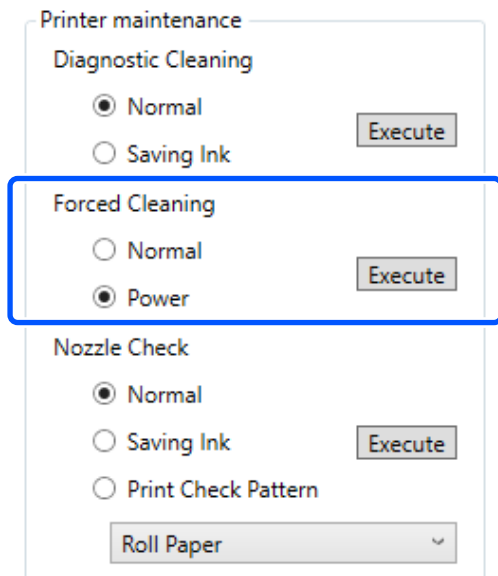 Printer maintenance
Diagnostic Cleaning
Normal
Execute
Saving Ink
Forced Cleaning
Normal
Execute
Power
Nozzle Check
Normal
Saving Ink
Execute
Print Check Pattern
Roll Paper